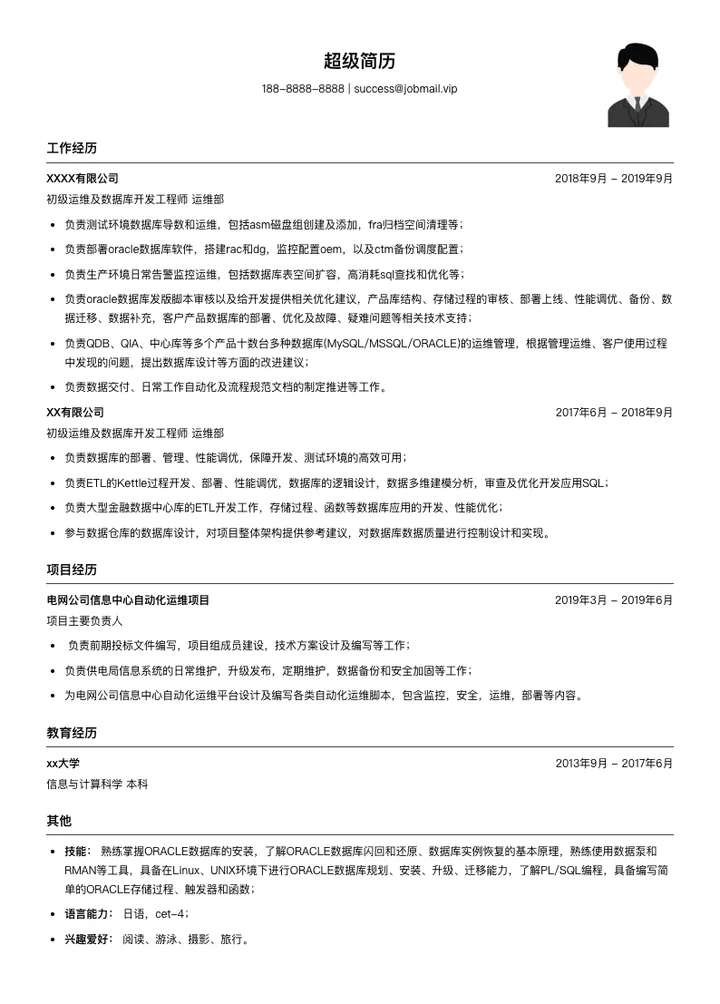 超级简历
188-8888-8888 | success@jobmail.vip
工作经历
XXXX有限公司 2018年9月 - 2019年9月
初级运维及数据库开发工程师 运维部
• 负责测试环境数据库导数和运维，包括asm磁盘组创建及添加，fra归档空间清理等；
• 负责部署oracle数据库软件，搭建rac和dg，监控配置oem，以及ctm备份调度配置；
• 负责生产环境日常告警监控运维，包括数据库表空间扩容，高消耗sql查找和优化等；
• 负责oracle数据库发版脚本审核以及给开发提供相关优化建议，产品库结构、存储过程的审核、部署上线、性能调优、备份、数
据迁移、数据补充，客户产品数据库的部署、优化及故障、疑难问题等相关技术支持；
• 负责QDB、QIA、中心库等多个产品十数台多种数据库(MySQL/MSSQL/ORACLE)的运维管理，根据管理运维、客户使用过程
中发现的问题，提出数据库设计等方面的改进建议；
• 负责数据交付、日常工作自动化及流程规范文档的制定推进等工作。
XX有限公司 2017年6月 - 2018年9月
初级运维及数据库开发工程师 运维部
• 负责数据库的部署、管理、性能调优，保障开发、测试环境的高效可用；
• 负责ETL的Kettle过程开发、部署、性能调优，数据库的逻辑设计，数据多维建模分析，审查及优化开发应用SQL；
• 负责大型金融数据中心库的ETL开发工作，存储过程、函数等数据库应用的开发、性能优化；
• 参与数据仓库的数据库设计，对项目整体架构提供参考建议，对数据库数据质量进行控制设计和实现。
项目经历
电网公司信息中心自动化运维项目 2019年3月 - 2019年6月
项目主要负责人
• 负责前期投标文件编写，项目组成员建设，技术方案设计及编写等工作；
• 负责供电局信息系统的日常维护，升级发布，定期维护，数据备份和安全加固等工作；
• 为电网公司信息中心自动化运维平台设计及编写各类自动化运维脚本，包含监控，安全，运维，部署等内容。
教育经历
xx大学 2013年9月 - 2017年6月
信息与计算科学 本科
其他
• 技能： 熟练掌握ORACLE数据库的安装，了解ORACLE数据库闪回和还原、数据库实例恢复的基本原理，熟练使用数据泵和
RMAN等工具，具备在Linux、UNIX环境下进行ORACLE数据库规划、安装、升级、迁移能力，了解PL/SQL编程，具备编写简
单的ORACLE存储过程、触发器和函数；
• 语言能力： 日语，cet-4；
• 兴趣爱好： 阅读、游泳、摄影、旅行。